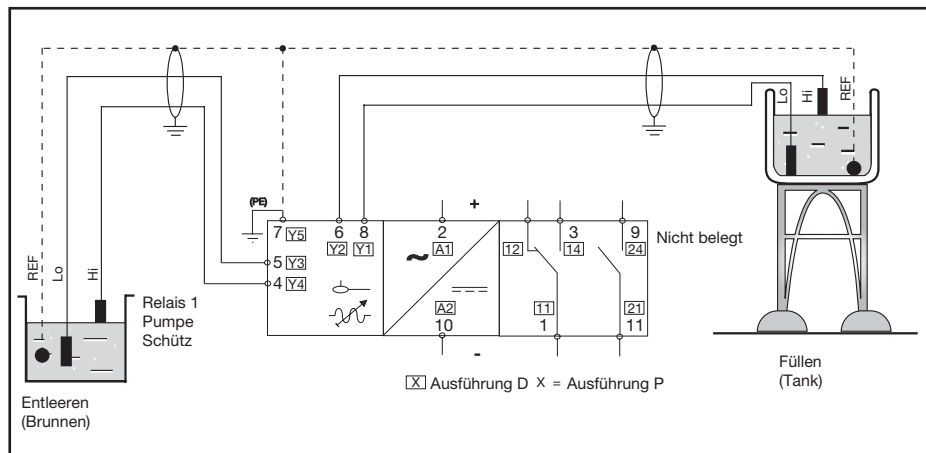 REF
Lo
Hi
Relais 1
Pumpe
Schütz
Entleeren
(Brunnen)
(PE)
7 Y5
6 8
Y2 Y1
5 Y3
4 Y4
+
2
A1
~
A2
10
-
3 9
12 14 24
11 21
1 11
Nicht belegt
X Ausführung D X = Ausführung P
Lo
Hi
REF
Füllen
(Tank)